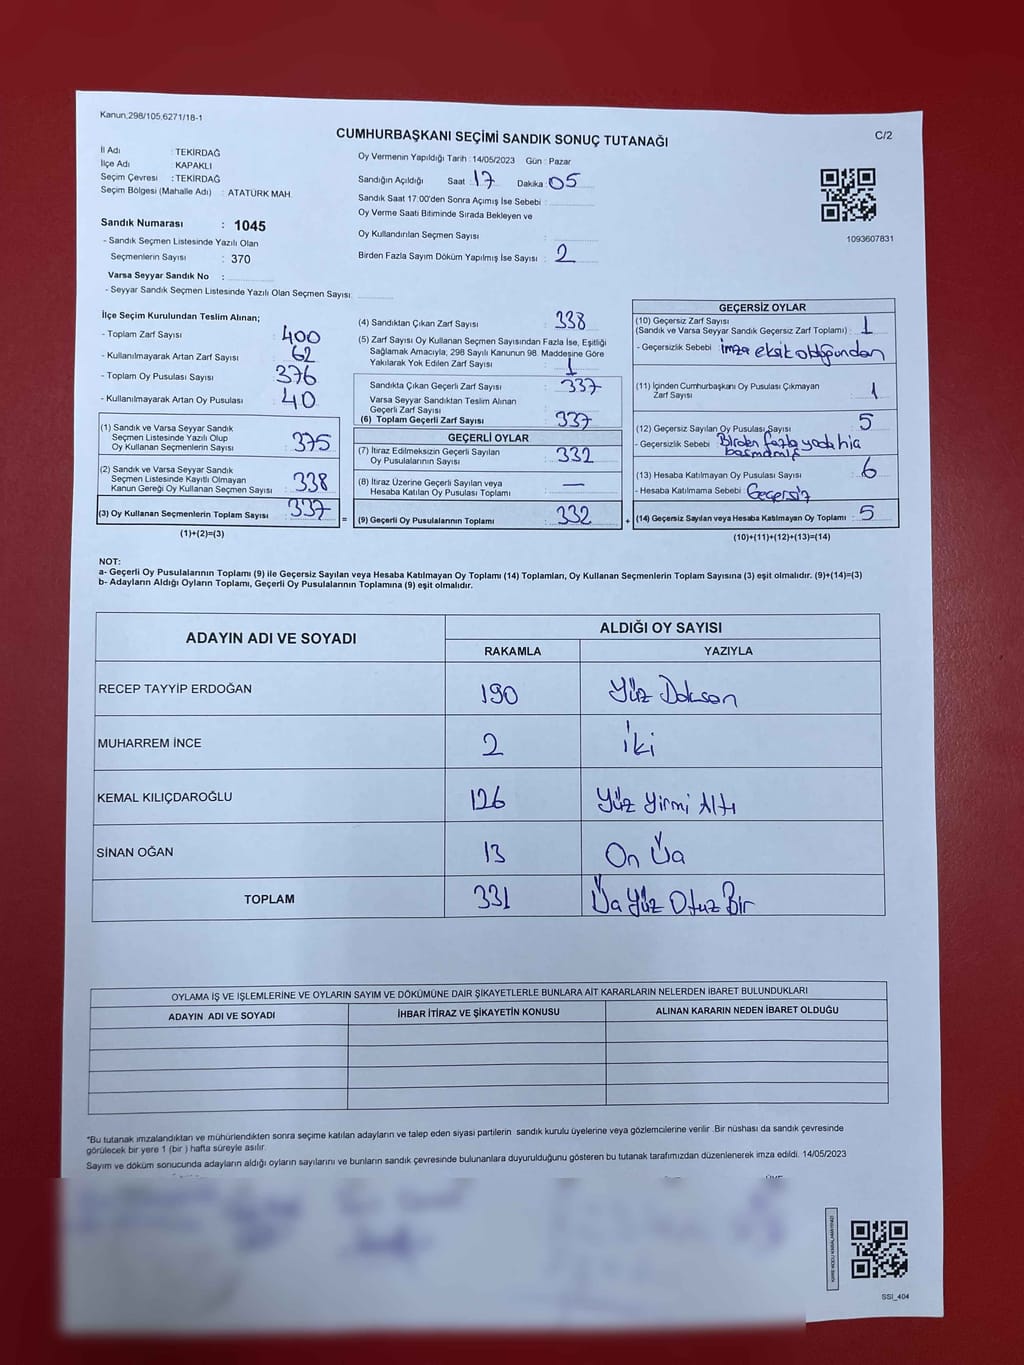 Kanun,298/105,6271/18-1
CUMHURBAŞKANI SEÇİMİ SANDIK SONUÇ TUTANAĞI
C/2
İl Adı : TEKİRDAĞ
İlçe Adı : KAPAKLI
Seçim Çevresi : TEKİRDAĞ
Seçim Bölgesi (Mahalle Adı) : ATATÜRK MAH.
Sandık Numarası : 1045
- Sandık Seçmen Listesinde Yazılı Olan
Seçmenlerin Sayısı : 370
Varsa Seyyar Sandık No :
- Seyyar Sandık Seçmen Listesinde Yazılı Olan Seçmen Sayısı:
Oy Vermenin Yapıldığı Tarih : 14/05/2023 Gün : Pazar
Sandığın Açıldığı Saat : 17 Dakika : 05
Sandık Saat 17:00'den Sonra Açımış İse Sebebi :
Oy Verme Saati Bitiminde Sırada Bekleyen ve
Oy Kullandırılan Seçmen Sayısı :
Birden Fazla Sayım Döküm Yapılmış İse Sayısı : 2
1093607831
İlçe Seçim Kurulundan Teslim Alınan;
- Toplam Zarf Sayısı : 400
- Kullanılmayarak Artan Zarf Sayısı : 62
- Toplam Oy Pusulası Sayısı : 376
- Kullanılmayarak Artan Oy Pusulası : 40
(1) Sandık ve Varsa Seyyar Sandık
Seçmen Listesinde Yazılı Olup
Oy Kullanan Seçmenlerin Sayısı : 375
(2) Sandık ve Varsa Seyyar Sandık
Seçmen Listesinde Kayıtlı Olmayan
Kanun Gereği Oy Kullanan Seçmen Sayısı : 338
(3) Oy Kullanan Seçmenlerin Toplam Sayısı : 337
(1)+(2)=(3)
(4) Sandıktan Çıkan Zarf Sayısı : 338
(5) Zarf Sayısı Oy Kullanan Seçmen Sayısından Fazla İse, Eşitliği
Sağlamak Amacıyla, 298 Sayılı Kanunun 98. Maddesine Göre
Yakılarak Yok Edilen Zarf Sayısı : 1
Sandıkta Çıkan Geçerli Zarf Sayısı : 337
Varsa Seyyar Sandıktan Teslim Alınan
Geçerli Zarf Sayısı :
(6) Toplam Geçerli Zarf Sayısı : 337
GEÇERLİ OYLAR
(7) İtiraz Edilmeksizin Geçerli Sayılan
Oy Pusulalarının Sayısı : 332
(8) İtiraz Üzerine Geçerli Sayılan veya
Hesaba Katılan Oy Pusulası Toplamı : —
= (9) Geçerli Oy Pusulalarının Toplamı : 332
GEÇERSİZ OYLAR
(10) Geçersiz Zarf Sayısı
(Sandık ve Varsa Seyyar Sandık Geçersiz Zarf Toplamı) : 1
- Geçersizlik Sebebi : imza eksik olduğundan
(11) İçinden Cumhurbaşkanı Oy Pusulası Çıkmayan
Zarf Sayısı : 1
(12) Geçersiz Sayılan Oy Pusulası Sayısı : 5
- Geçersizlik Sebebi : Birden fazla yada hiç
basmamış
(13) Hesaba Katılmayan Oy Pusulası Sayısı : 6
- Hesaba Katılmama Sebebi : Geçersiz
+ (14) Geçersiz Sayılan veya Hesaba Katılmayan Oy Toplamı : 5
(10)+(11)+(12)+(13)=(14)
NOT:
a- Geçerli Oy Pusulalarının Toplamı (9) ile Geçersiz Sayılan veya Hesaba Katılmayan Oy Toplamı (14) Toplamları, Oy Kullanan Seçmenlerin Toplam Sayısına (3) eşit olmalıdır. (9)+(14)=(3)
b- Adayların Aldığı Oyların Toplamı, Geçerli Oy Pusulalarının Toplamına (9) eşit olmalıdır.
ADAYIN ADI VE SOYADI ALDIĞI OY SAYISI
RAKAMLA YAZIYLA
RECEP TAYYİP ERDOĞAN 190 Yüz Doksan
MUHARREM İNCE 2 iki
KEMAL KILIÇDAROĞLU 126 Yüz Yirmi Altı
SİNAN OĞAN 13 On Üç
TOPLAM 331 Üç Yüz Otuz Bir
OYLAMA İŞ VE İŞLEMLERİNE VE OYLARIN SAYIM VE DÖKÜMÜNE DAİR ŞİKAYETLERLE BUNLARA AİT KARARLARIN NELERDEN İBARET BULUNDUKLARI
ADAYIN ADI VE SOYADI İHBAR İTİRAZ VE ŞİKAYETİN KONUSU ALINAN KARARIN NEDEN İBARET OLDUĞU
*Bu tutanak imzalandıktan ve mühürlendikten sonra seçime katılan adayların ve talep eden siyasi partilerin sandık kurulu üyelerine veya gözlemcilerine verilir. Bir nüshası da sandık çevresinde
görülecek bir yere 1 (bir ) hafta süreyle asılır.
Sayım ve döküm sonucunda adayların aldığı oyların sayılarını ve bunların sandık çevresinde bulunanlara duyurulduğunu gösteren bu tutanak tarafımızdan düzenlenerek imza edildi. 14/05/2023
SSI_404